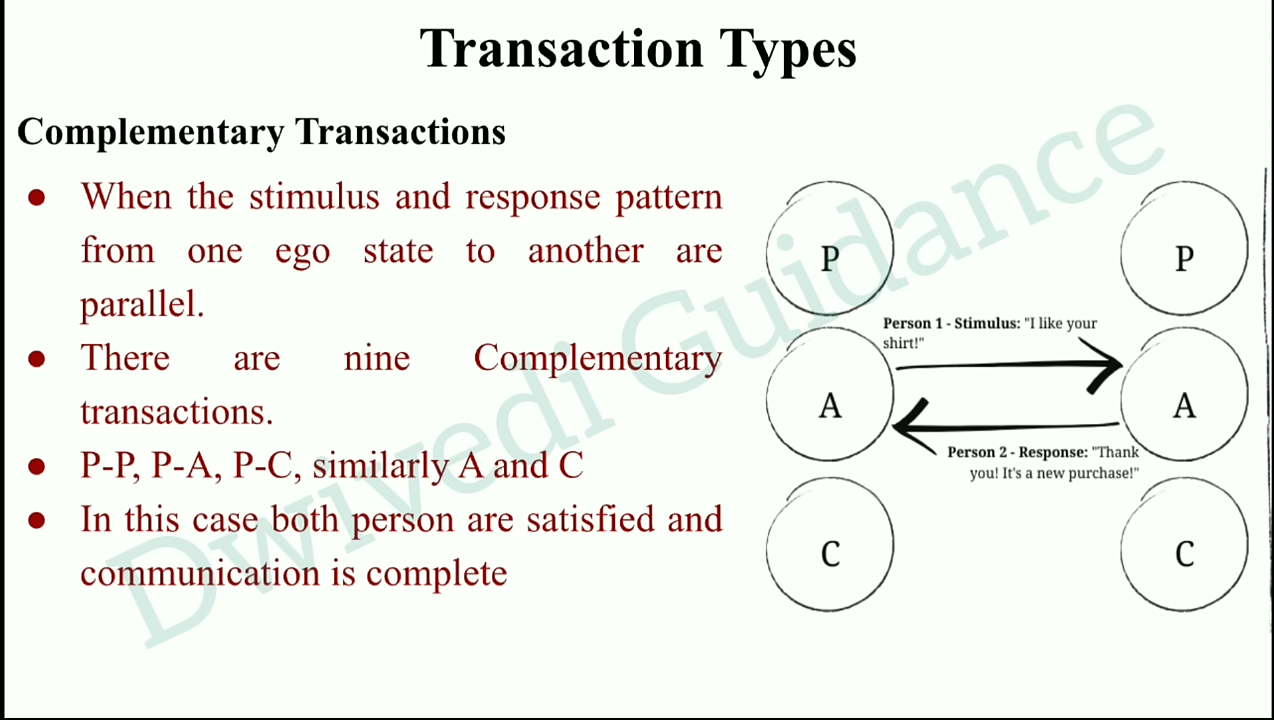 Transaction Types
Complementary Transactions
● When the stimulus and response pattern
from one ego state to another are
parallel.
● There are nine Complementary
transactions.
● P-P, P-A, P-C, similarly A and C
● In this case both person are satisfied and
communication is complete
P
P
Person 1 - Stimulus: "I like your
shirt!"
A
A
Person 2 - Response: "Thank
you! It's a new purchase!"
C
C
Dwivedi Guidance